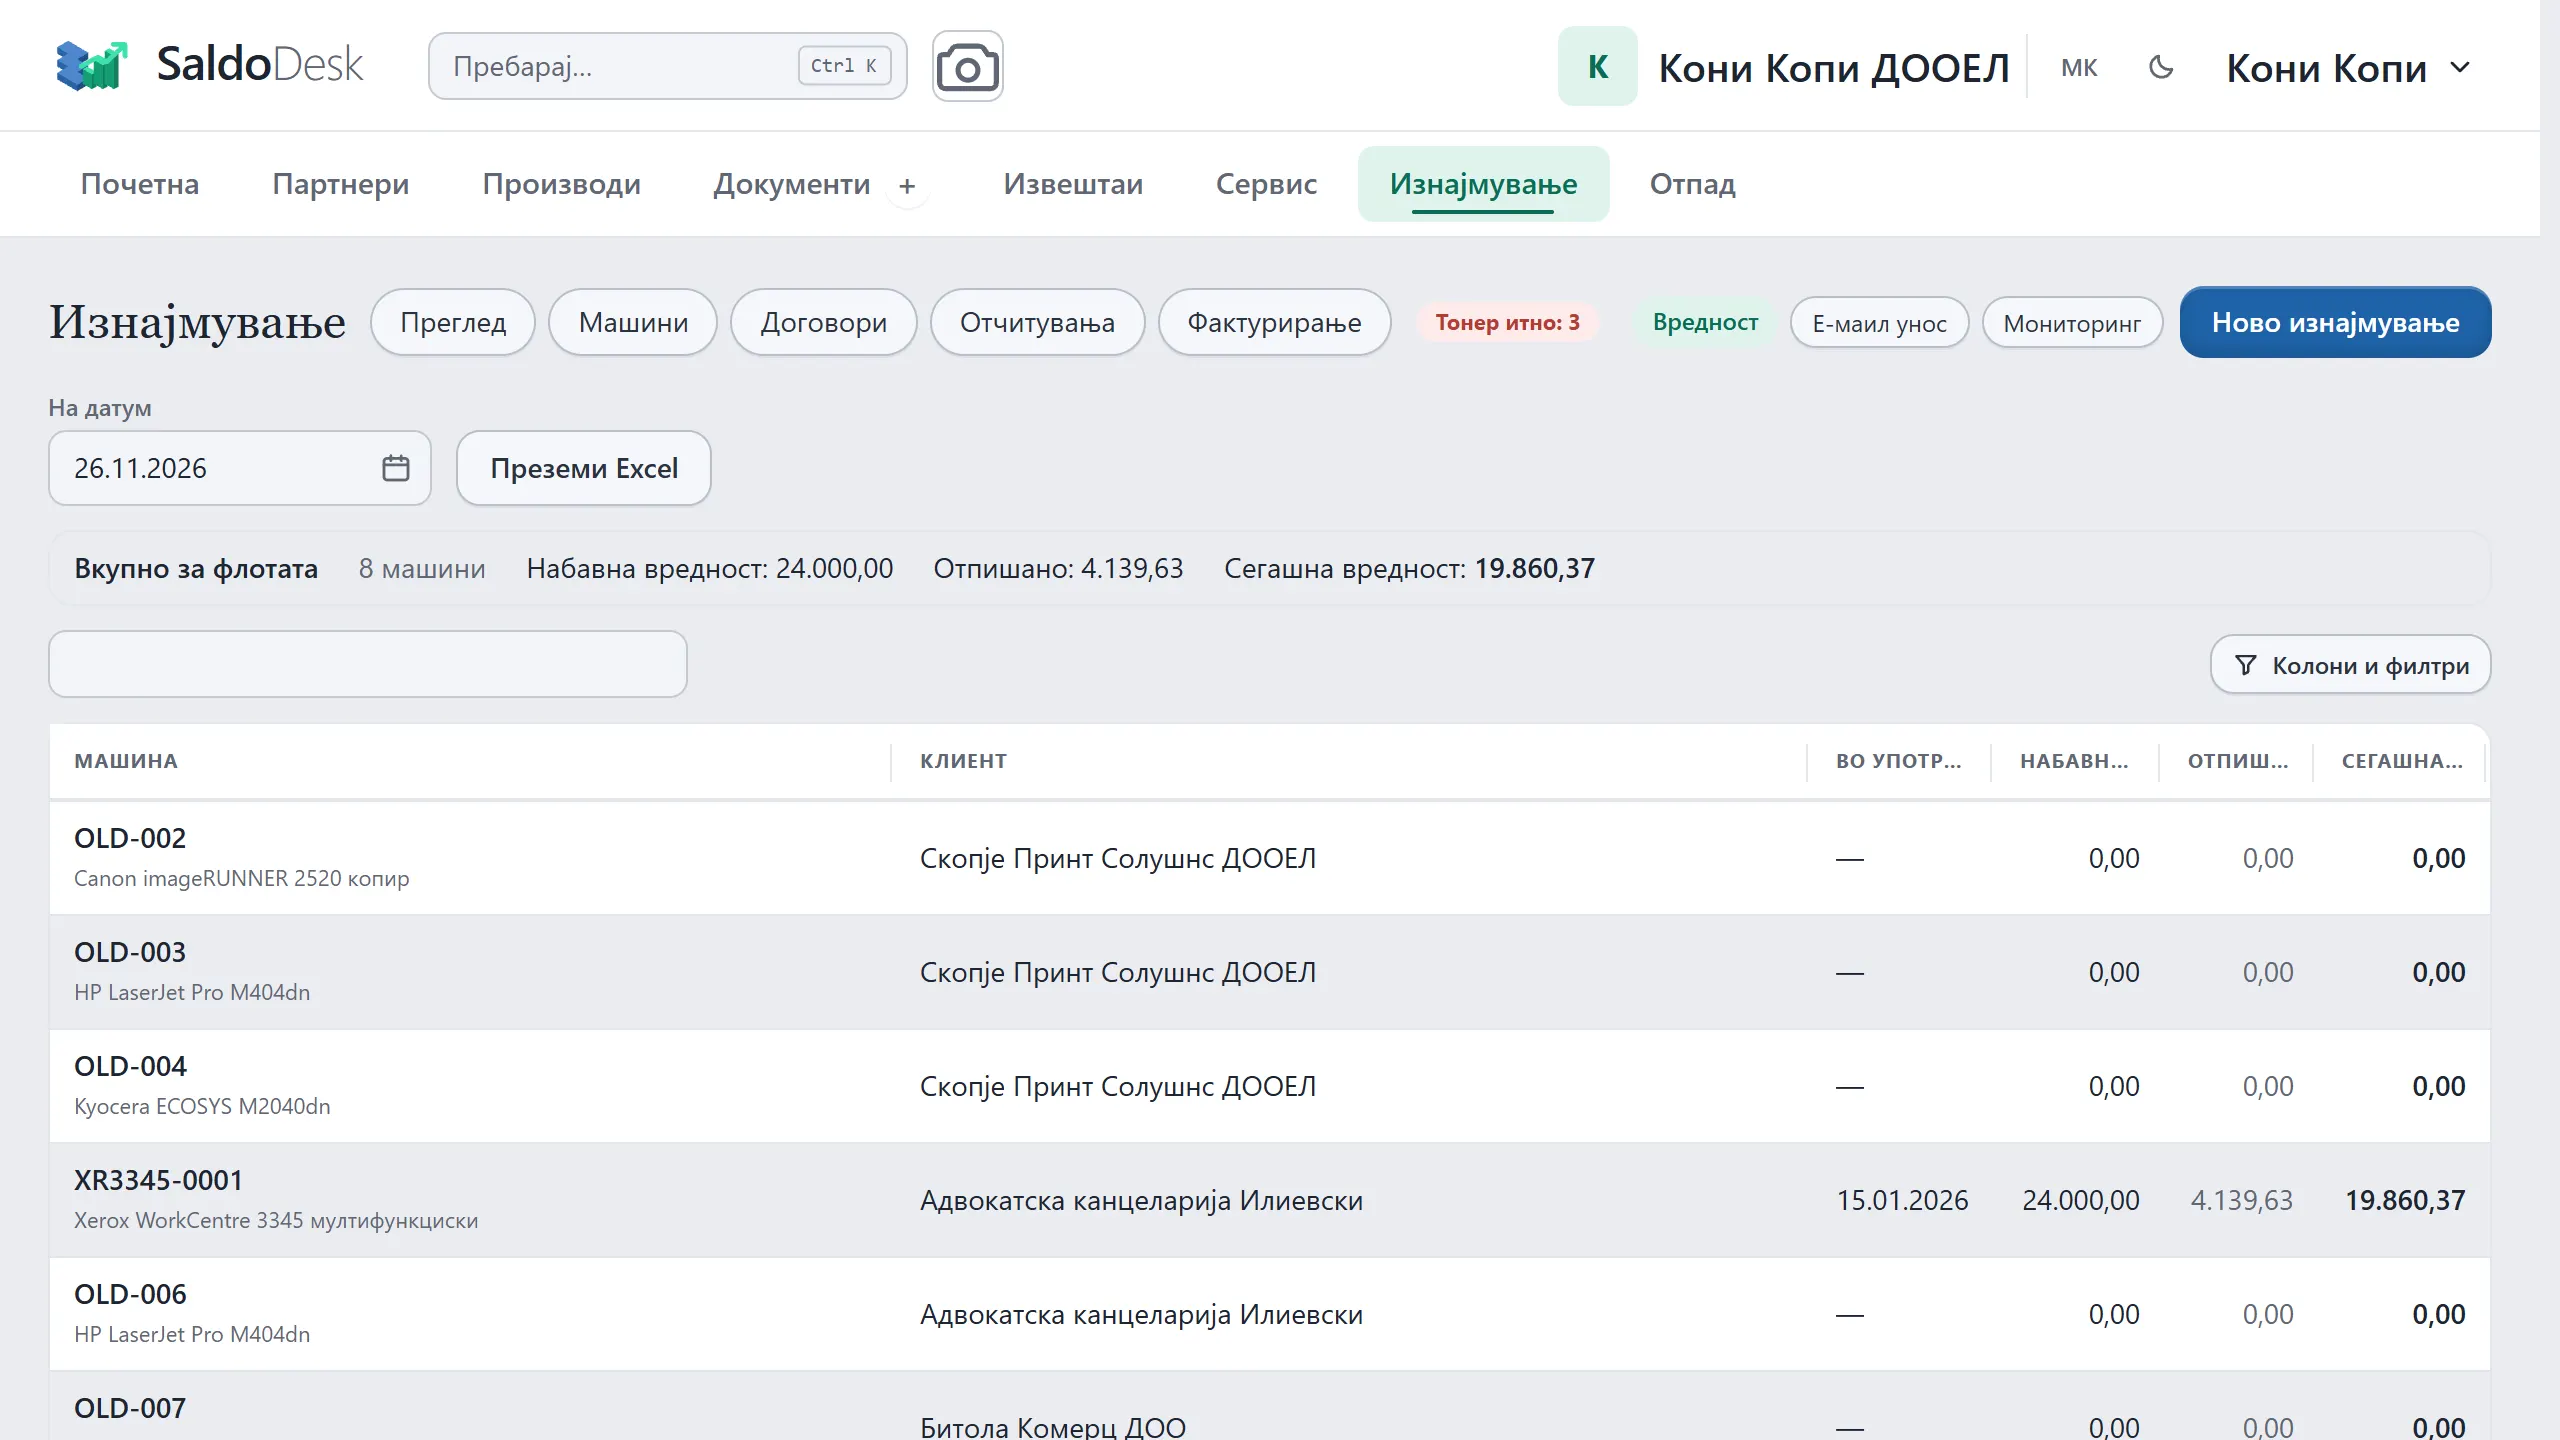 SaldoDesk
Пребарај... Ctrl K
К Кони Копи ДООЕЛ МК Кони Копи
Почетна Партнери Производи Документи + Извештаи Сервис Изнајмување Отпад
Изнајмување Преглед Машини Договори Отчитувања Фактурирање Тонер итно: 3 Вредност Е-маил унос Мониторинг Ново изнајмување
На датум
26.11.2026 Преземи Excel
Вкупно за флотата 8 машини Набавна вредност: 24.000,00 Отпишано: 4.139,63 Сегашна вредност: 19.860,37
Колони и филтри
МАШИНА КЛИЕНТ ВО УПОТР... НАБАВН... ОТПИШ... СЕГАШНА...
OLD-002
Canon imageRUNNER 2520 копир
Скопје Принт Солушнс ДООЕЛ — 0,00 0,00 0,00
OLD-003
HP LaserJet Pro M404dn
Скопје Принт Солушнс ДООЕЛ — 0,00 0,00 0,00
OLD-004
Kyocera ECOSYS M2040dn
Скопје Принт Солушнс ДООЕЛ — 0,00 0,00 0,00
XR3345-0001
Xerox WorkCentre 3345 мултифункциски
Адвокатска канцеларија Илиевски 15.01.2026 24.000,00 4.139,63 19.860,37
OLD-006
HP LaserJet Pro M404dn
Адвокатска канцеларија Илиевски — 0,00 0,00 0,00
OLD-007
Битола Комерц ДОО — 0,00 0,00 0,00